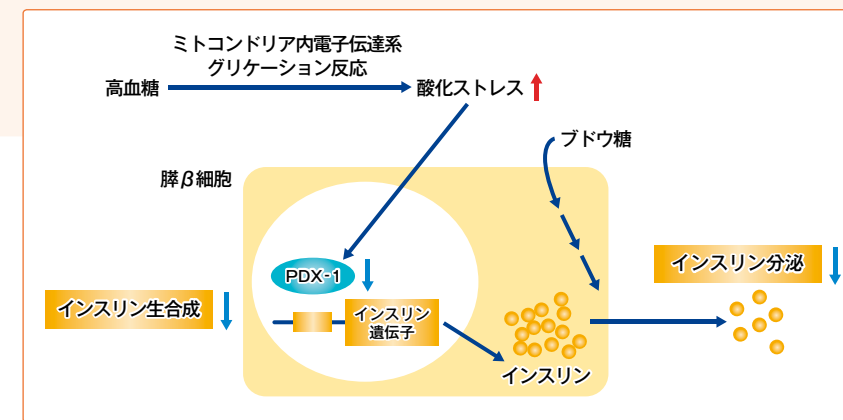 ミトコンドリア内電子伝達系
グリケーション反応
高血糖
酸化ストレス
ブドウ糖
膵β細胞
PDX-1
インスリン分泌
インスリン生合成
インスリン
遺伝子
インスリン